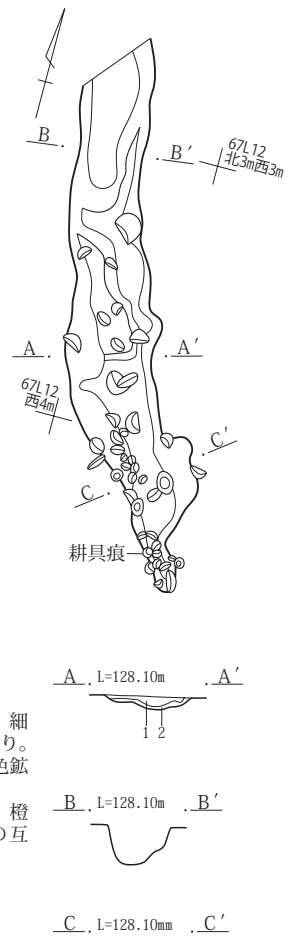 B
B′
67L12
北3m西3m
A
A′
67L12
西4m
C′
C
耕具痕
A L=128.10m A′
1 2
細
り。
色鉱
B L=128.10m B′
橙
の互
C L=128.10mm C′